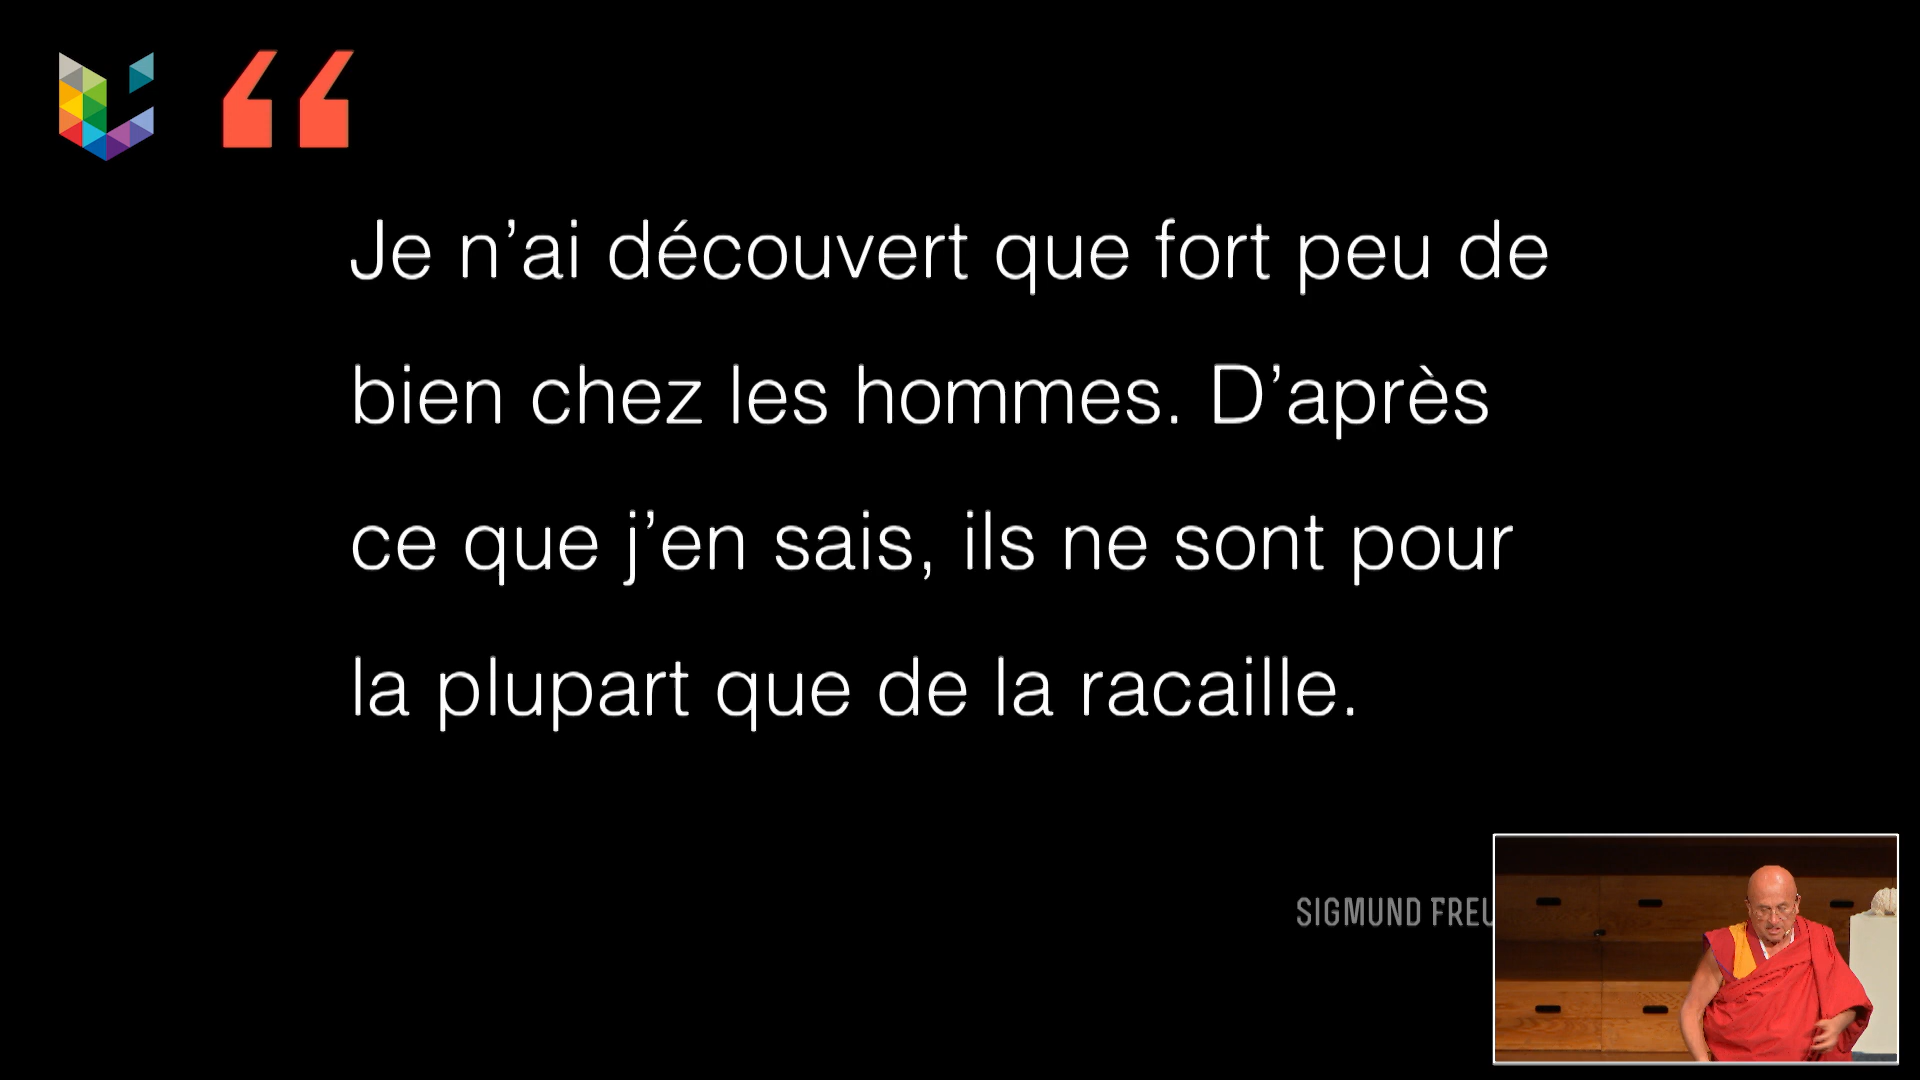 “
Je n’ai découvert que fort peu de
bien chez les hommes. D’après
ce que j’en sais, ils ne sont pour
la plupart que de la racaille.
SIGMUND FREU